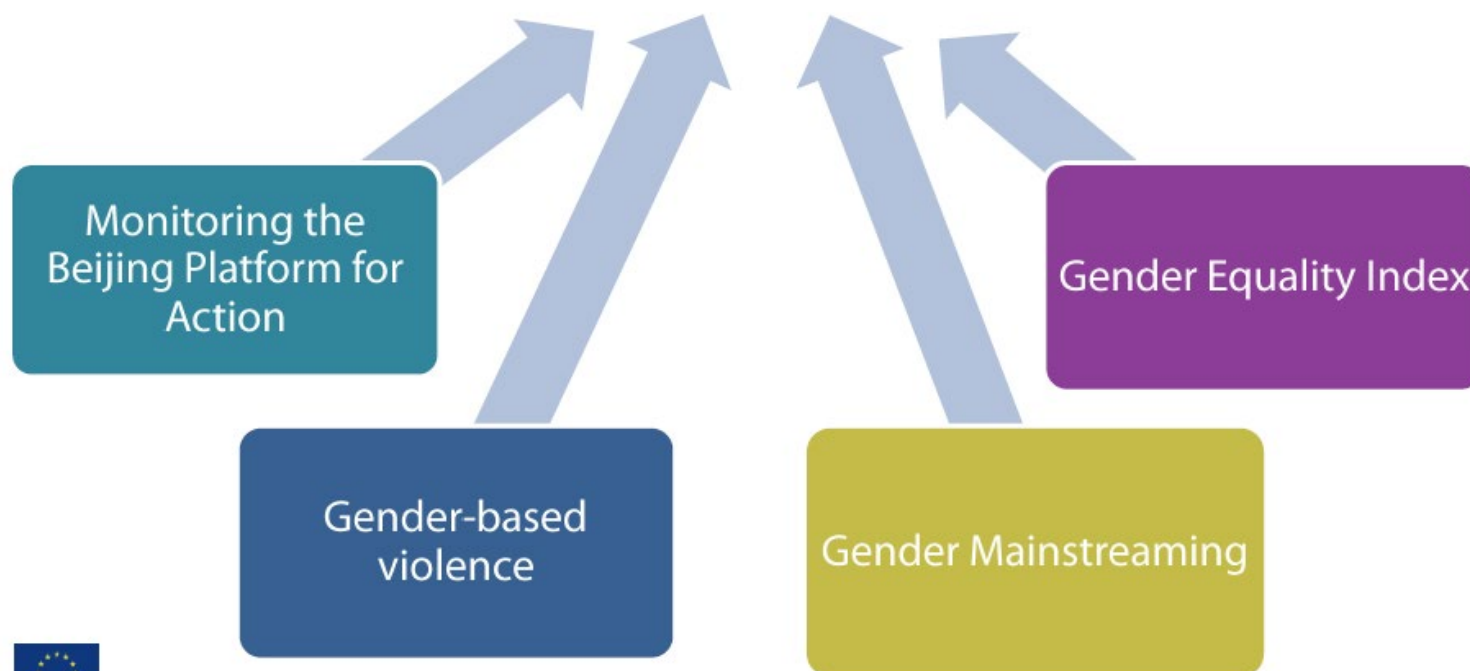 Monitoring the
Beijing Platform for
Action
Gender Equality Index
Gender-based
violence
Gender Mainstreaming